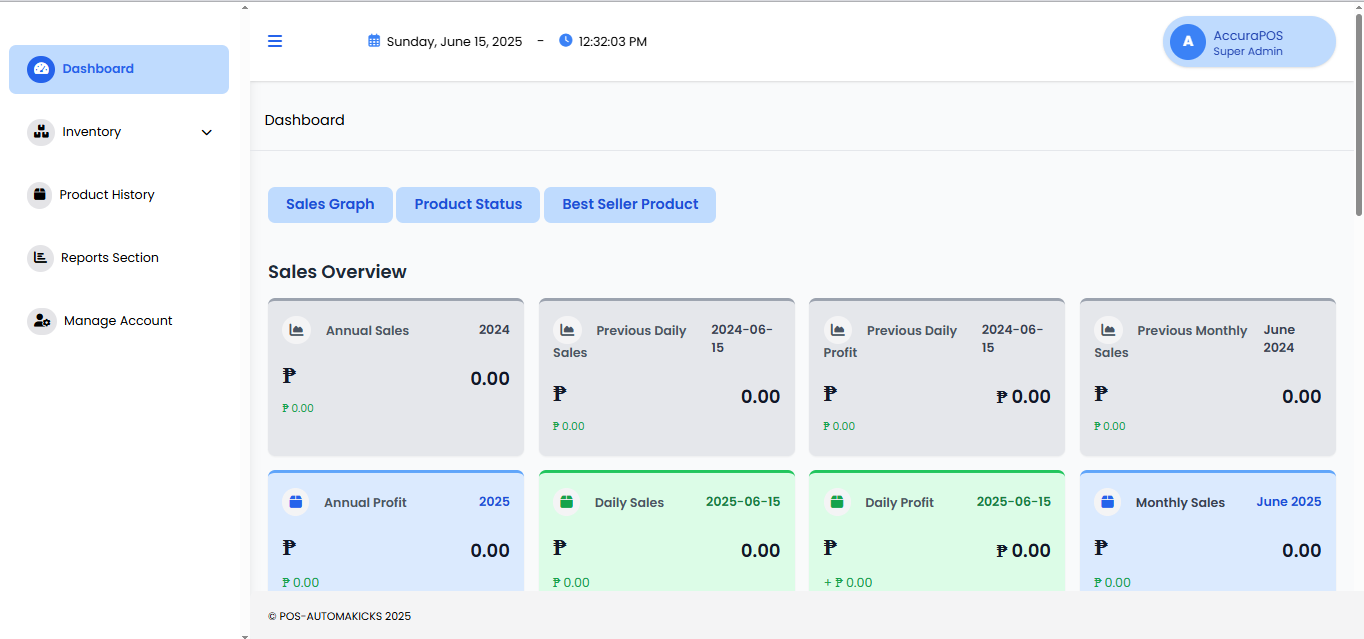 Sunday, June 15, 2025 - 12:32:03 PM
A
AccuraPOS
Super Admin
Dashboard
Inventory
Product History
Reports Section
Manage Account
Dashboard
Sales Graph
Product Status
Best Seller Product
Sales Overview
Annual Sales 2024
₱ 0.00
₱ 0.00
Previous Daily
Sales
2024-06-
15
₱ 0.00
₱ 0.00
Previous Daily
Profit
2024-06-
15
₱ ₱ 0.00
₱ 0.00
Previous Monthly
Sales
June
2024
₱ 0.00
₱ 0.00
Annual Profit 2025
₱ 0.00
₱ 0.00
Daily Sales 2025-06-15
₱ 0.00
₱ 0.00
Daily Profit 2025-06-15
₱ ₱ 0.00
+ ₱ 0.00
Monthly Sales June 2025
₱ 0.00
₱ 0.00
© POS-AUTOMAKICKS 2025